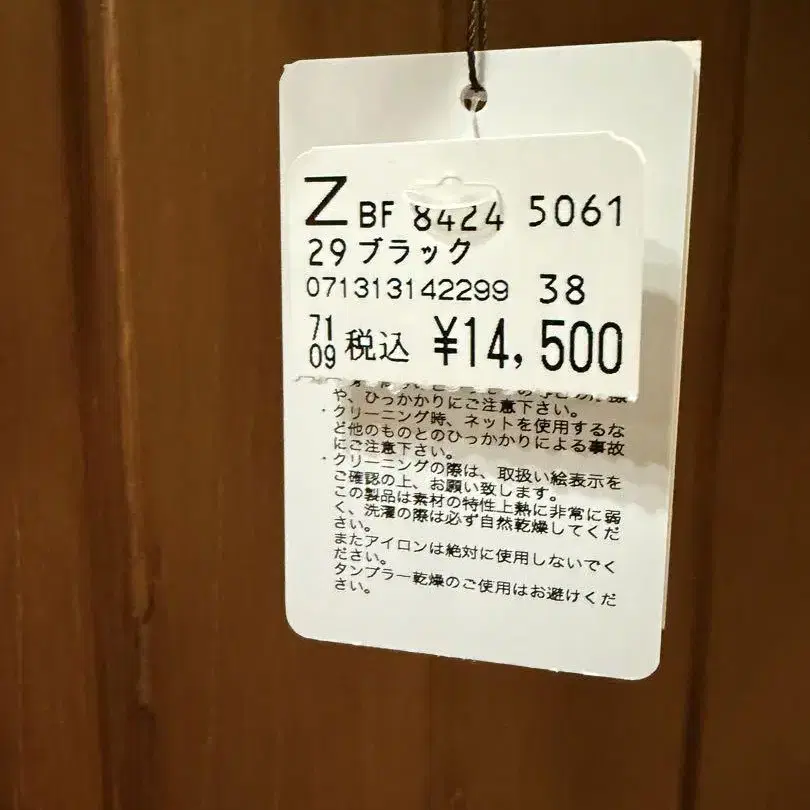 Z BF 8424 5061
29 ブラック
071313142299 38
71
09 税込 ¥14,500
や、ひっかかりにご注意下さい。
・クリーニング時、ネットを使用するな
ど他のものとのひっかかりによる事故
にご注意下さい。
・クリーニングの際は、取扱い絵表示を
ご確認の上、お願い致します。
この製品は素材の特性上熱に非常に弱
く、洗濯の際は必ず自然乾燥してくだ
さい。
またアイロンは絶対に使用しないでく
ださい。
タンブラー乾燥のご使用はお避けくだ
さい。